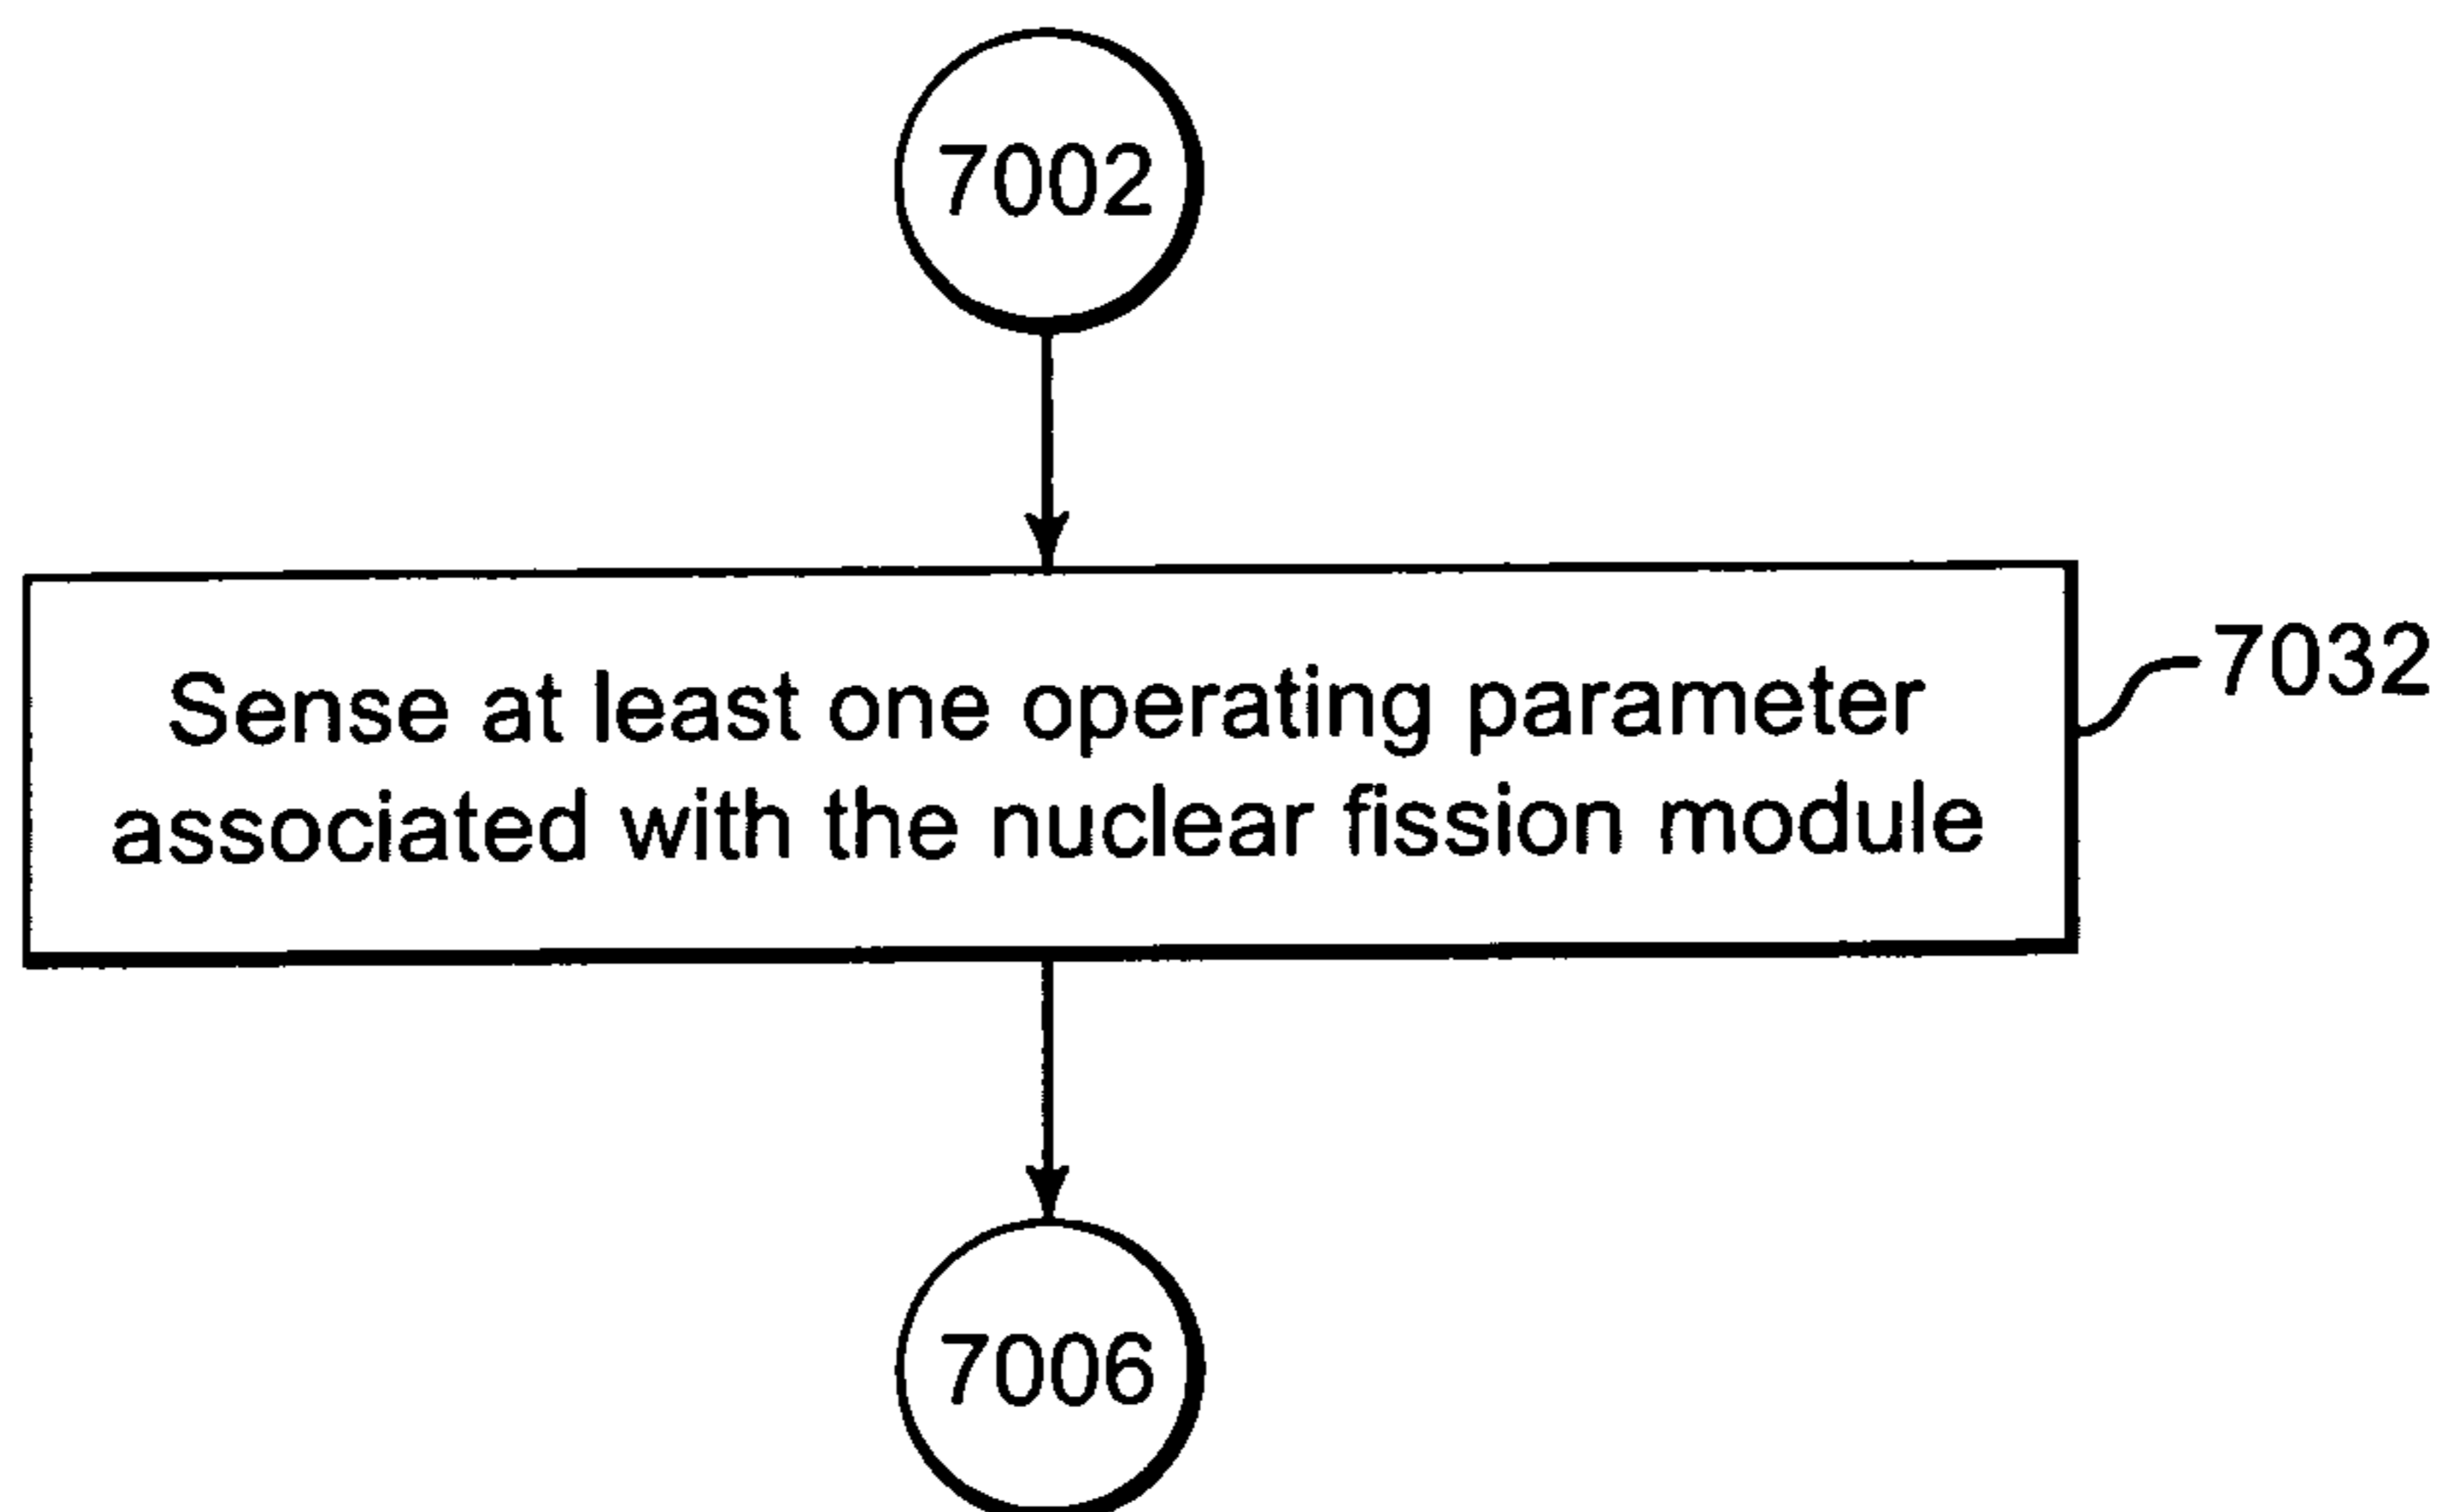 7002
Sense at least one operating parameter
associated with the nuclear fission module
7032
7006